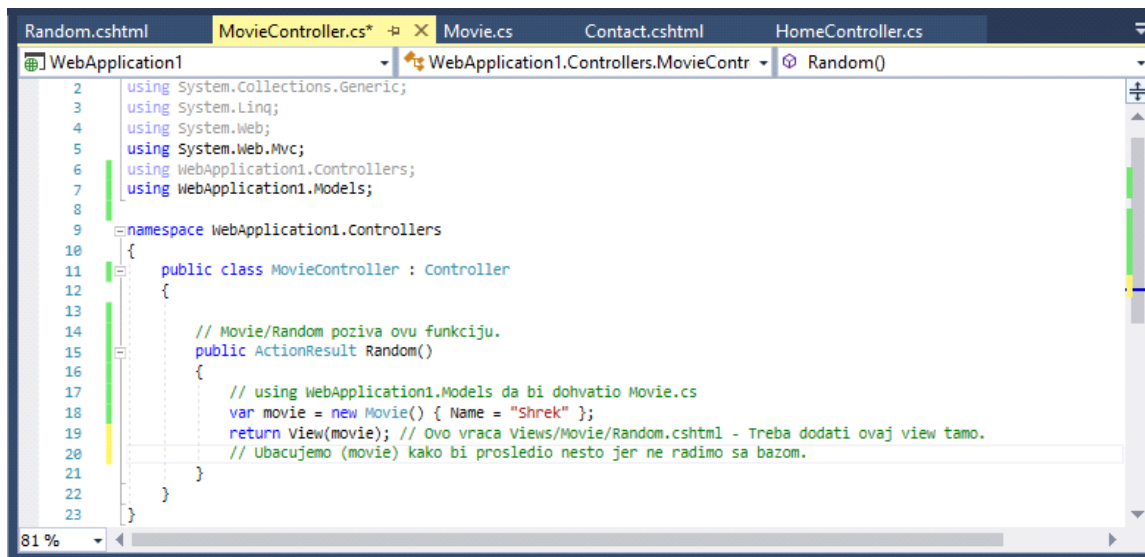 Random.cshtml MovieController.cs* Movie.cs Contact.cshtml HomeController.cs
WebApplication1 WebApplication1.Controllers.MovieContr Random()
2 using System.Collections.Generic;
3 using System.Linq;
4 using System.Web;
5 using System.Web.Mvc;
6 using WebApplication1.Controllers;
7 using WebApplication1.Models;
8
9 namespace WebApplication1.Controllers
10 {
11 public class MovieController : Controller
12 {
13
14 // Movie/Random poziva ovu funkciju.
15 public ActionResult Random()
16 {
17 // using WebApplication1.Models da bi dohvatio Movie.cs
18 var movie = new Movie() { Name = "Shrek" };
19 return View(movie); // Ovo vraca Views/Movie/Random.cshtml - Treba dodati ovaj view tamo.
20 // Ubacujemo (movie) kako bi prosledio nesto jer ne radimo sa bazom.
21 }
22 }
23 }
81 %